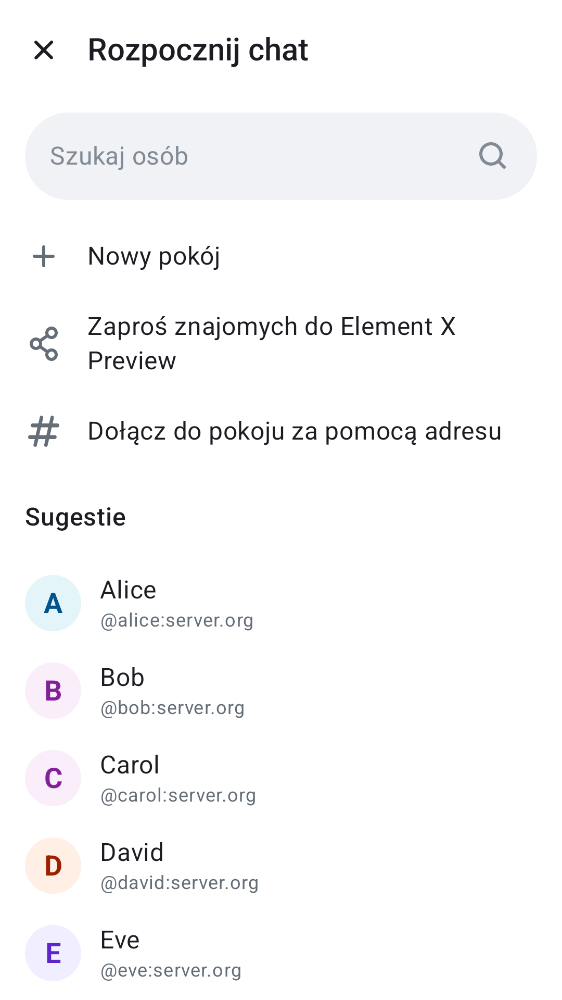 Rozpocznij chat
Szukaj osób
Nowy pokój
Zaproś znajomych do Element X
Preview
Dołącz do pokoju za pomocą adresu
Sugestie
A
Alice
@alice:server.org
B
Bob
@bob:server.org
C
Carol
@carol:server.org
D
David
@david:server.org
E
Eve
@eve:server.org